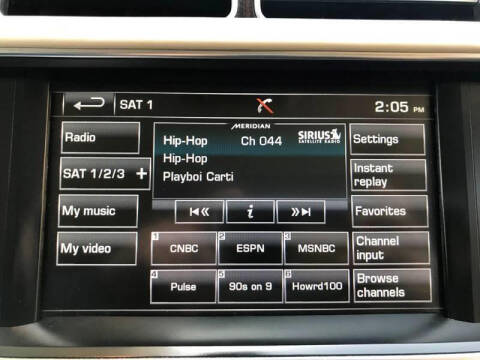 SAT 1
2:05 PM
MERIDIAN
Radio
Hip-Hop Ch 044
SIRIUS
SATELLITE RADIO
Settings
Hip-Hop
SAT 1/2/3 +
Playboi Carti
Instant
replay
My music
i
Favorites
My video
1 CNBC
2 ESPN
3 MSNBC
Channel
input
4 Pulse
5 90s on 9
6 Howrd100
Browse
channels